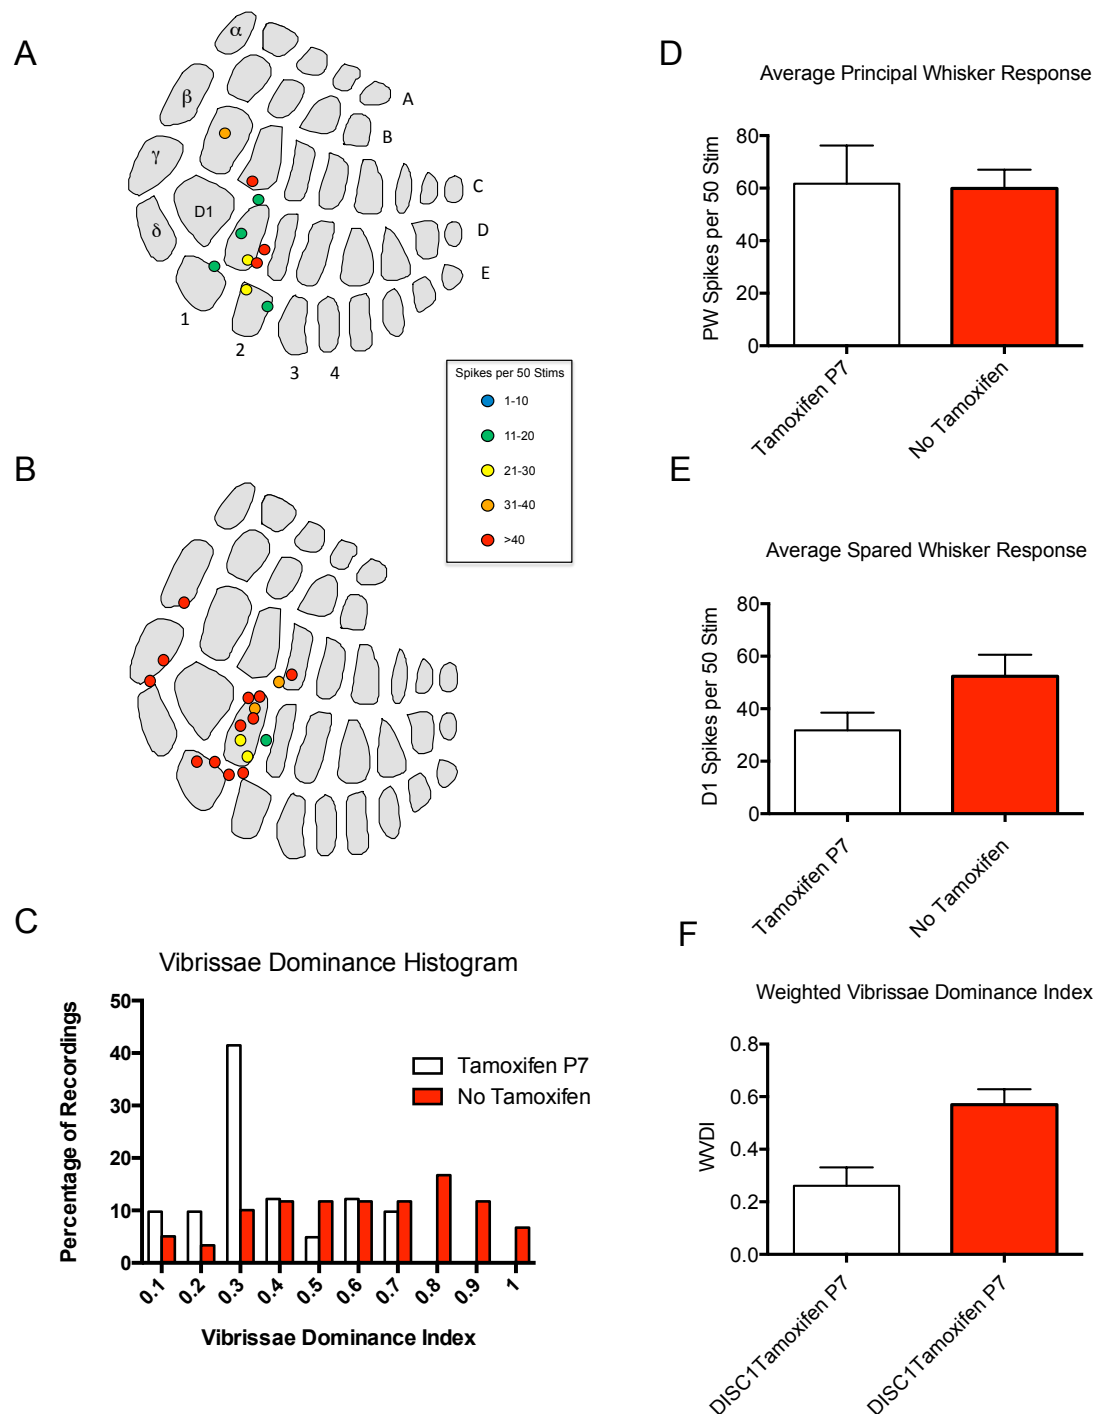 A
α
β
γ
δ
D1
A
B
C
D
E
1
2
3
4
Spikes per 50 Stims
1-10
11-20
21-30
31-40
>40
B
C
Vibrissae Dominance Histogram
Percentage of Recordings
50
40
30
20
10
0
Tamoxifen P7
No Tamoxifen
0.1
0.2
0.3
0.4
0.5
0.6
0.7
0.8
0.9
1
Vibrissae Dominance Index
D
Average Principal Whisker Response
PW Spikes per 50 Stim
80
60
40
20
0
Tamoxifen P7
No Tamoxifen
E
Average Spared Whisker Response
D1 Spikes per 50 Stim
80
60
40
20
0
Tamoxifen P7
No Tamoxifen
F
Weighted Vibrissae Dominance Index
WVDI
0.8
0.6
0.4
0.2
0.0
DISC1Tamoxifen P7
DISC1Tamoxifen P7